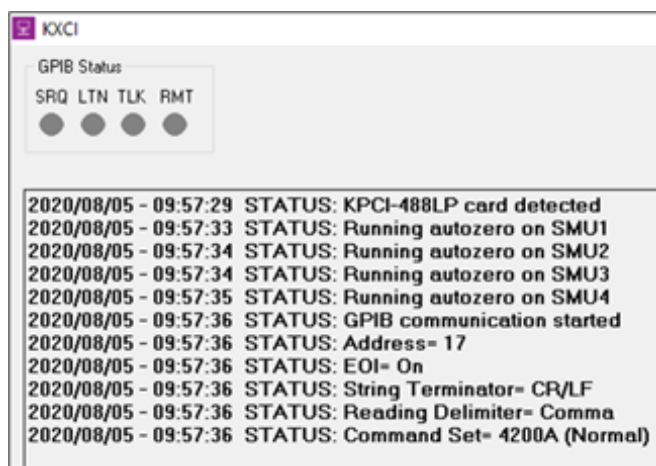 KXCI
GPIB Status
SRQ LTN TLK RMT
2020/08/05 - 09:57:29 STATUS: KPCI-488LP card detected
2020/08/05 - 09:57:33 STATUS: Running autozero on SMU1
2020/08/05 - 09:57:34 STATUS: Running autozero on SMU2
2020/08/05 - 09:57:34 STATUS: Running autozero on SMU3
2020/08/05 - 09:57:35 STATUS: Running autozero on SMU4
2020/08/05 - 09:57:36 STATUS: GPIB communication started
2020/08/05 - 09:57:36 STATUS: Address= 17
2020/08/05 - 09:57:36 STATUS: EOI= On
2020/08/05 - 09:57:36 STATUS: String Terminator= CR/LF
2020/08/05 - 09:57:36 STATUS: Reading Delimiter= Comma
2020/08/05 - 09:57:36 STATUS: Command Set= 4200A (Normal)